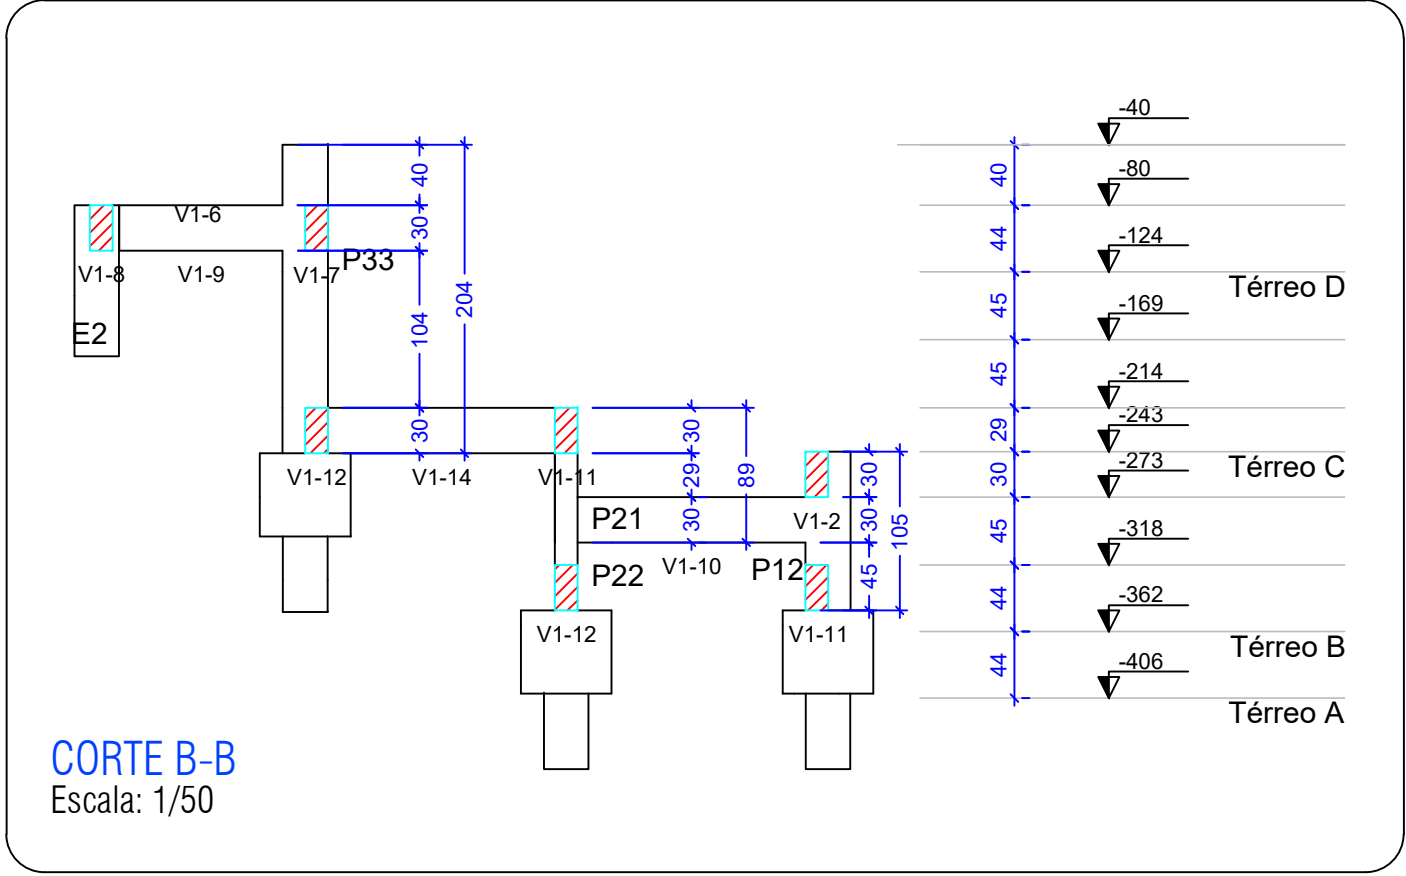 -40
40
40
-80
V1-6
30
44
-124
P33
V1-8
V1-9
V1-7
Térreo D
204
45
-169
104
E2
45
-214
30
30
29
-243
V1-12
V1-14
V1-11
29
89
30
30
-273
Térreo C
P21
30
V1-2
30
105
45
-318
V1-10
P12
P22
45
44
-362
V1-12
V1-11
Térreo B
44
-406
Térreo A
CORTE B-B
Escala: 1/50